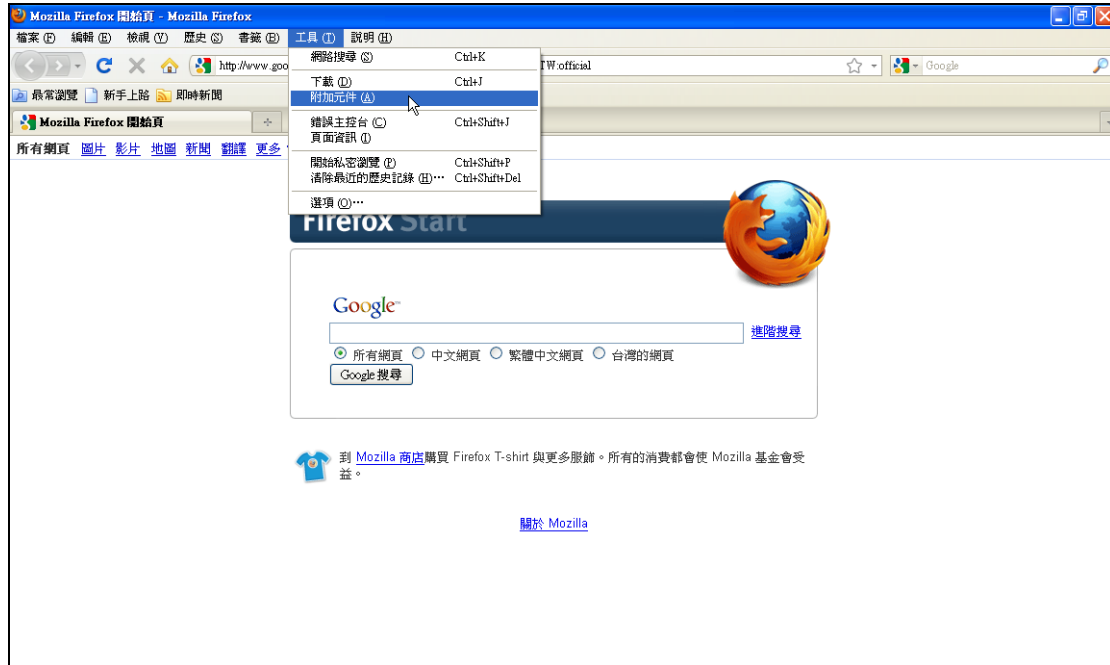 Mozilla Firefox 開始頁 - Mozilla Firefox
檔案 (F) 編輯 (E) 檢視 (V) 歷史 (S) 書籤 (B) 工具 (T) 說明 (H)
http://www.goo TW:official Google
最常瀏覽 新手上路 即時新聞
Mozilla Firefox 開始頁
所有網頁 圖片 影片 地圖 新聞 翻譯 更多
網路搜尋 (S) Ctrl+K
下載 (D) Ctrl+J
附加元件 (A)
錯誤主控台 (C) Ctrl+Shift+J
頁面資訊 (I)
開始私密瀏覽 (P) Ctrl+Shift+P
清除最近的歷史記錄 (H)… Ctrl+Shift+Del
選項 (O)…
Firefox Start
Google™
進階搜尋
所有網頁 中文網頁 繁體中文網頁 台灣的網頁
Google 搜尋
到 Mozilla 商店購買 Firefox T-shirt 與更多服飾。所有的消費都會使 Mozilla 基金會受
益。
關於 Mozilla